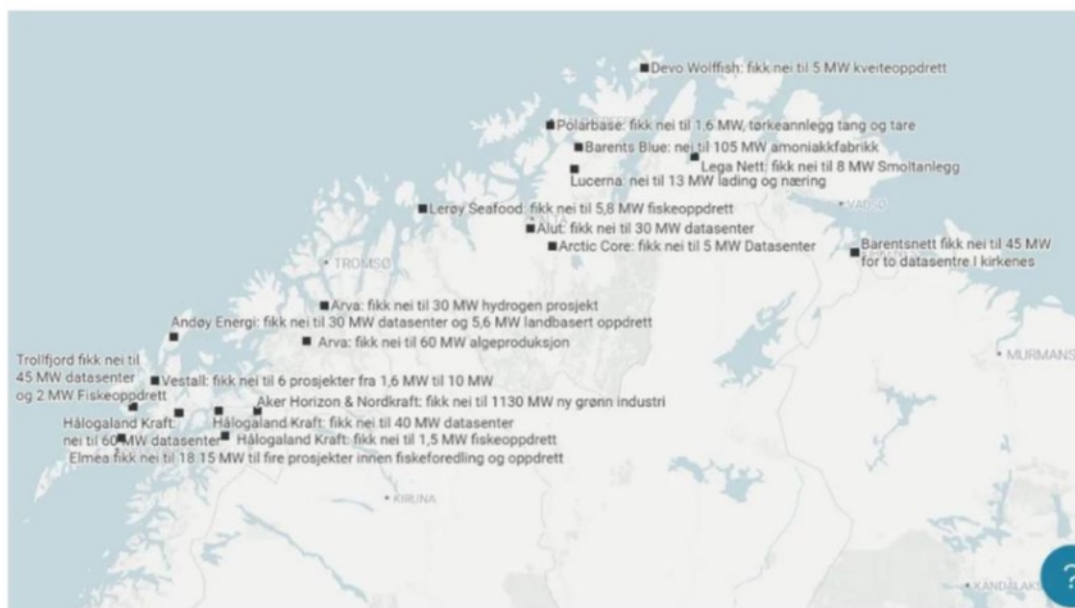 Devo Wolffish: fikk nei til 5 MW kveiteoppdrett
Polarbase: fikk nei til 1,6 MW, tørkeannlegg tang og tare
Barents Blue: nei til 105 MW amoniakkfabrikk
Lega Nett: fikk nei til 8 MW Smoltanlegg
Lucerna: nei til 13 MW lading og næring
VADSØ
Lerøy Seafood: fikk nei til 5,8 MW fiskeoppdrett
Alut: fikk nei til 30 MW datasenter
Arctic Core: fikk nei til 5 MW Datasenter
Barentsnett fikk nei til 45 MW
for to datasentre I kirkenes
TROMSØ
Arva: fikk nei til 30 MW hydrogen prosjekt
Andøy Energi: fikk nei til 30 MW datasenter og 5,6 MW landbasert oppdrett
Arva: fikk nei til 60 MW algeproduksjon
MURMANS
Trollfjord fikk nei til
45 MW datasenter
og 2 MW Fiskeoppdrett
Vestall: fikk nei til 6 prosjekter fra 1,6 MW til 10 MW
Aker Horizon & Nordkraft: fikk nei til 1130 MW ny grønn industri
Hålogaland Kraft:
nei til 60 MW datasenter
Hålogaland Kraft: fikk nei til 40 MW datasenter
Hålogaland Kraft: fikk nei til 1,5 MW fiskeoppdrett
Elmea fikk nei til 18.15 MW til fire prosjekter innen fiskeforedling og oppdrett
KIRUNA
KANDALAKS
?